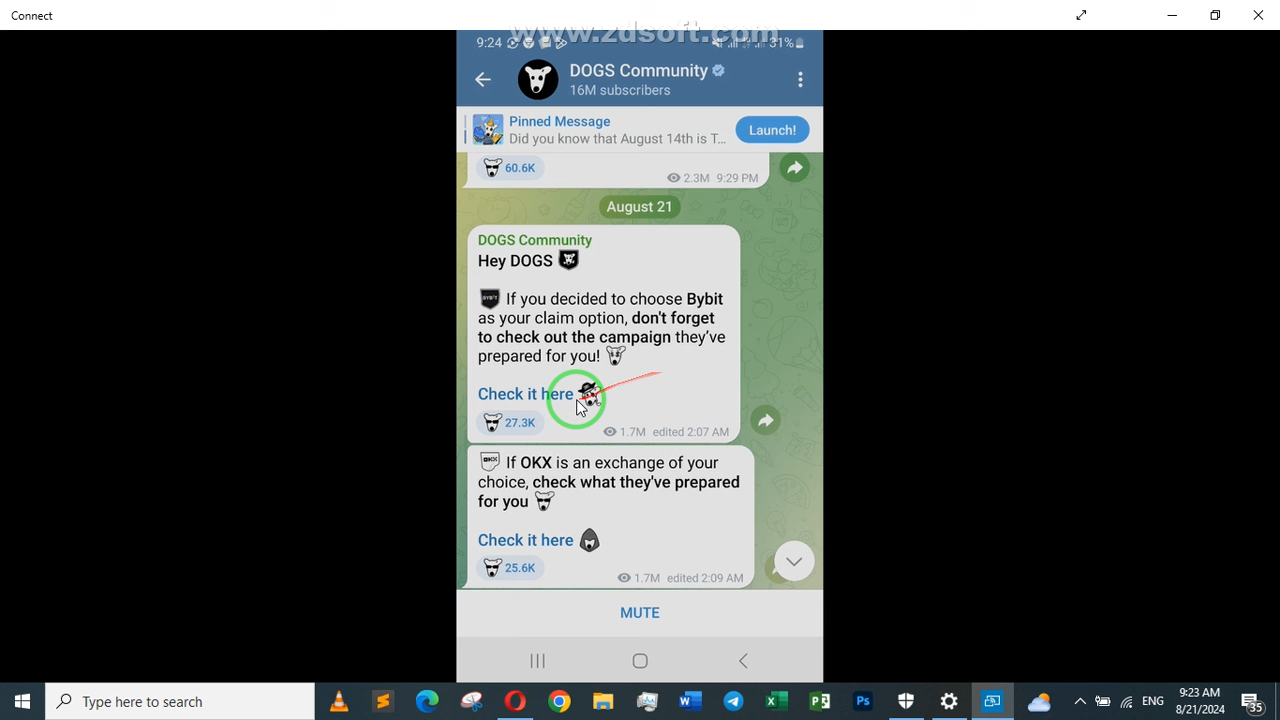 Connect
www.zdsoft.com
9:24
31%
DOGS Community
16M subscribers
Pinned Message
Did you know that August 14th is T...
Launch!
60.6K
2.3M 9:29 PM
August 21
DOGS Community
Hey DOGS
BYBIT If you decided to choose Bybit
as your claim option, don't forget
to check out the campaign they've
prepared for you!
Check it here
27.3K
1.7M edited 2:07 AM
OKX If OKX is an exchange of your
choice, check what they've prepared
for you
Check it here
25.6K
1.7M edited 2:09 AM
MUTE
Type here to search
ENG
9:23 AM
8/21/2024
35